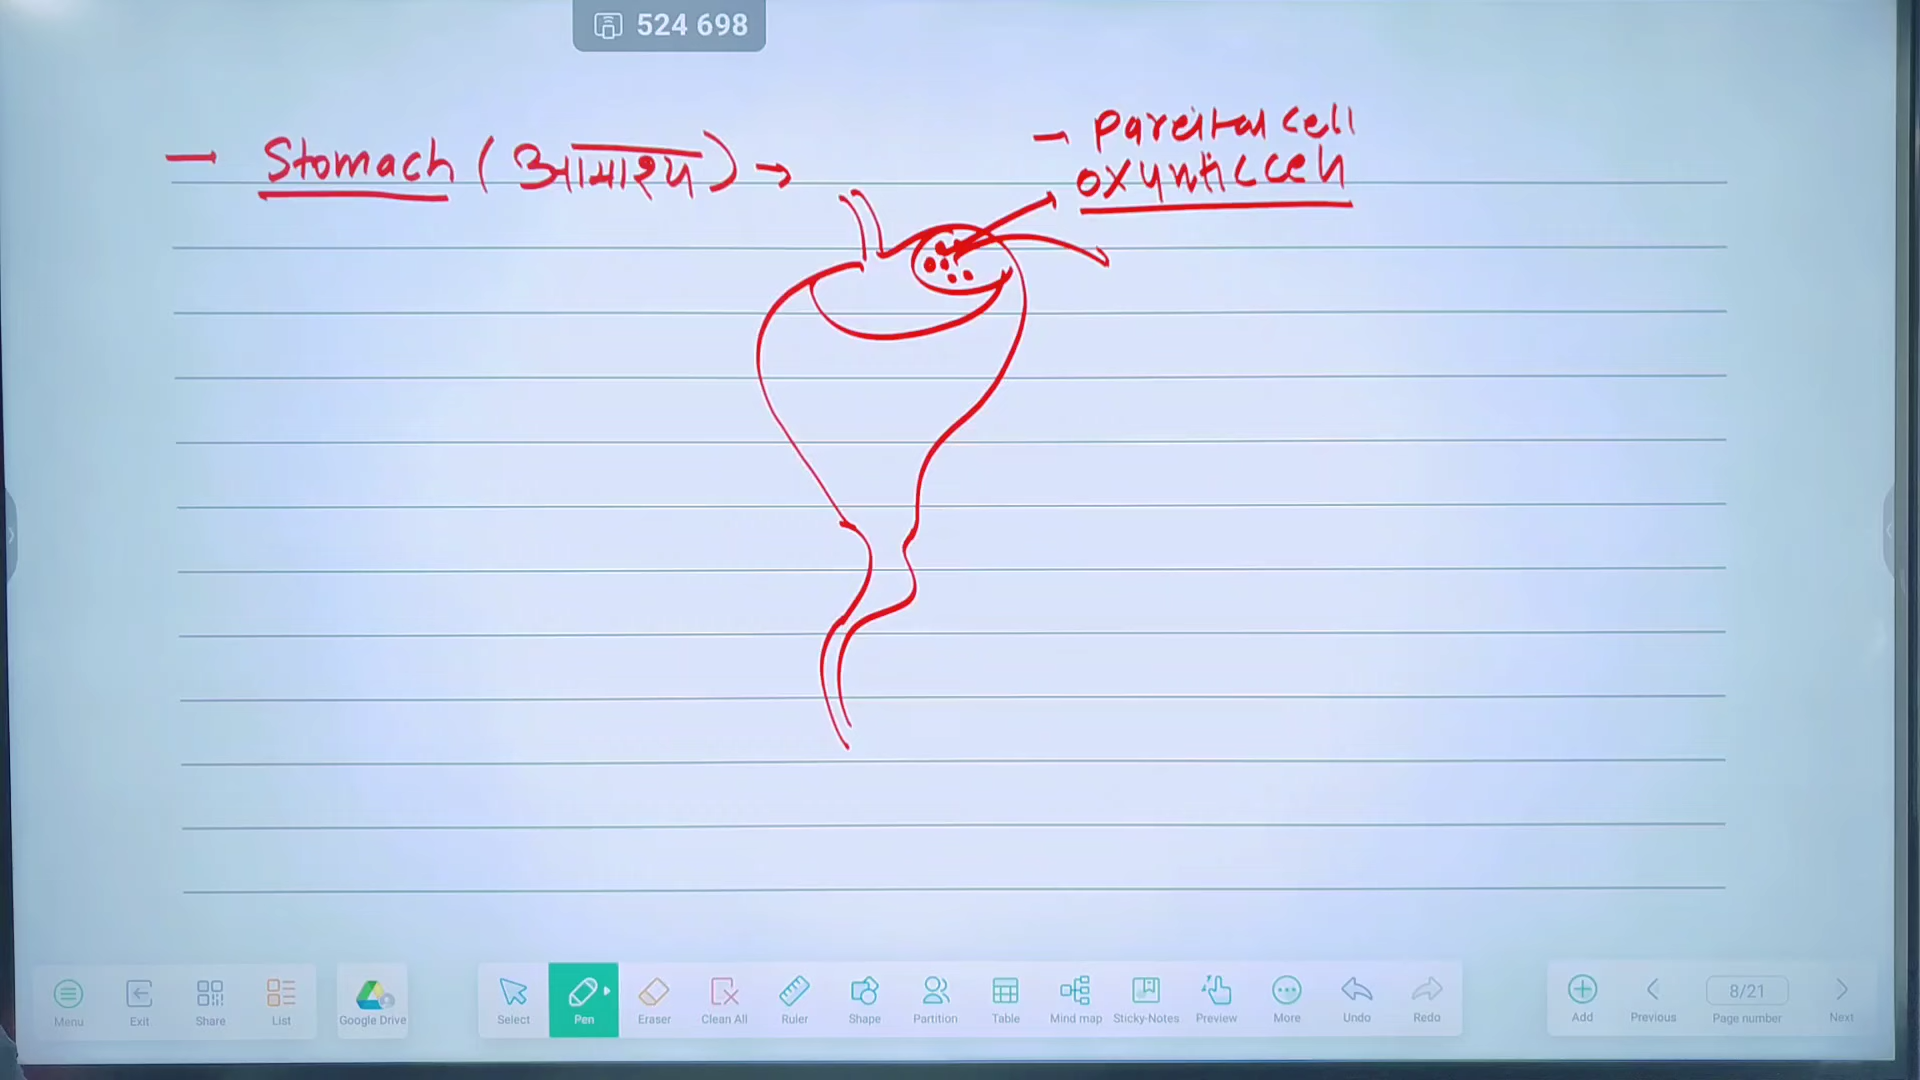 524 698
- Stomach (आमाशय) →
- Pareital cell
oxyntic cell
Menu
Exit
Share
List
Google Drive
Select
Pen
Eraser
Clean All
Ruler
Shape
Partition
Table
Mind map
Sticky-Notes
Preview
More
Undo
Redo
Add
Previous
8/21
Page number
Next